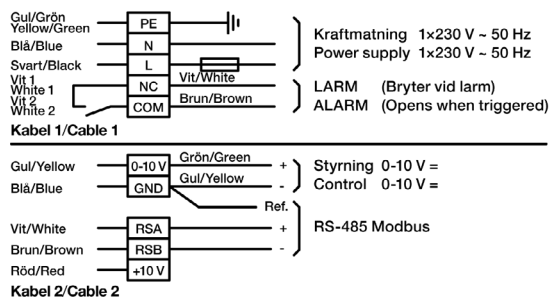 Gul/Grön
Yellow/Green
PE
Blå/Blue
N
Svart/Black
L
Kraftmatning 1×230 V ~ 50 Hz
Power supply 1×230 V ~ 50 Hz
Vit 1
White 1
NC
Vit/White
Vit 2
White 2
COM
Brun/Brown
LARM (Bryter vid larm)
ALARM (Opens when triggered)
Kabel 1/Cable 1
Gul/Yellow
0-10 V
Grön/Green
+
Styrning 0-10 V =
Blå/Blue
GND
Gul/Yellow
-
Control 0-10 V =
Ref.
Vit/White
RSA
+
RS-485 Modbus
Brun/Brown
RSB
-
Röd/Red
+10 V
Kabel 2/Cable 2